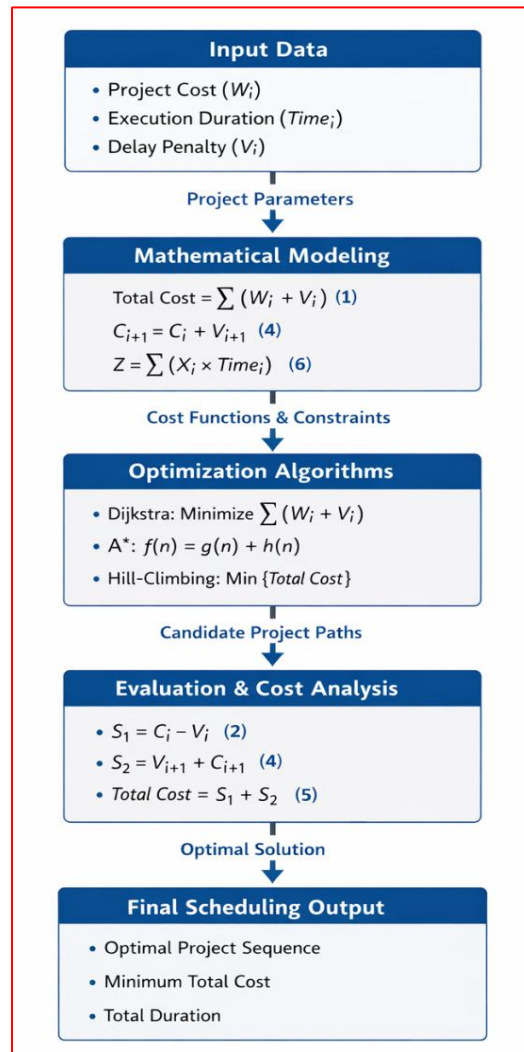 Input Data
• Project Cost (Wᵢ)
• Execution Duration (Timeᵢ)
• Delay Penalty (Vᵢ)
Project Parameters
Mathematical Modeling
Total Cost = ∑ (Wᵢ + Vᵢ) (1)
Cᵢ₊₁ = Cᵢ + Vᵢ₊₁ (4)
Z = ∑ (Xᵢ × Timeᵢ) (6)
Cost Functions & Constraints
Optimization Algorithms
• Dijkstra: Minimize ∑ (Wᵢ + Vᵢ)
• A*: f(n) = g(n) + h(n)
• Hill-Climbing: Min {Total Cost}
Candidate Project Paths
Evaluation & Cost Analysis
• S₁ = Cᵢ – Vᵢ (2)
• S₂ = Vᵢ₊₁ + Cᵢ₊₁ (4)
• Total Cost = S₁ + S₂ (5)
Optimal Solution
Final Scheduling Output
• Optimal Project Sequence
• Minimum Total Cost
• Total Duration